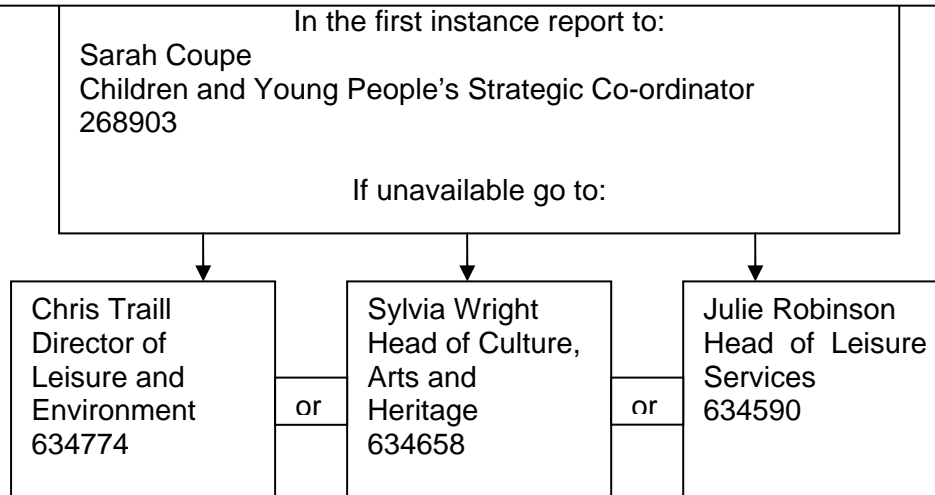 In the first instance report to:
Sarah Coupe
Children and Young People’s Strategic Co-ordinator
268903
If unavailable go to:
Chris Traill
Director of
Leisure and
Environment
634774
or
Sylvia Wright
Head of Culture,
Arts and
Heritage
634658
or
Julie Robinson
Head of Leisure
Services
634590